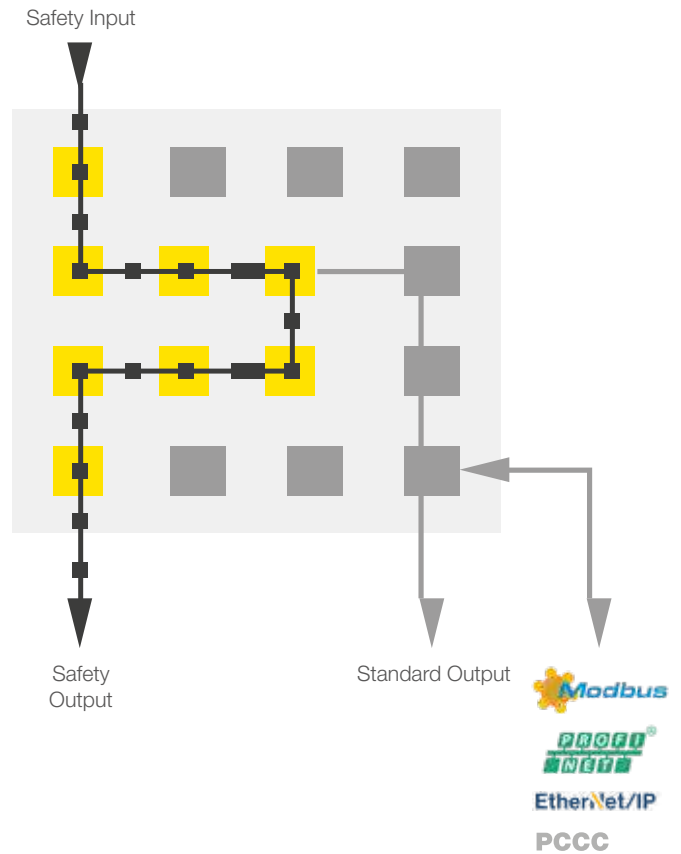 Safety Input
Safety
Output
Standard Output
Modbus
PROFI®
NET
EtherNet/IP
PCCC